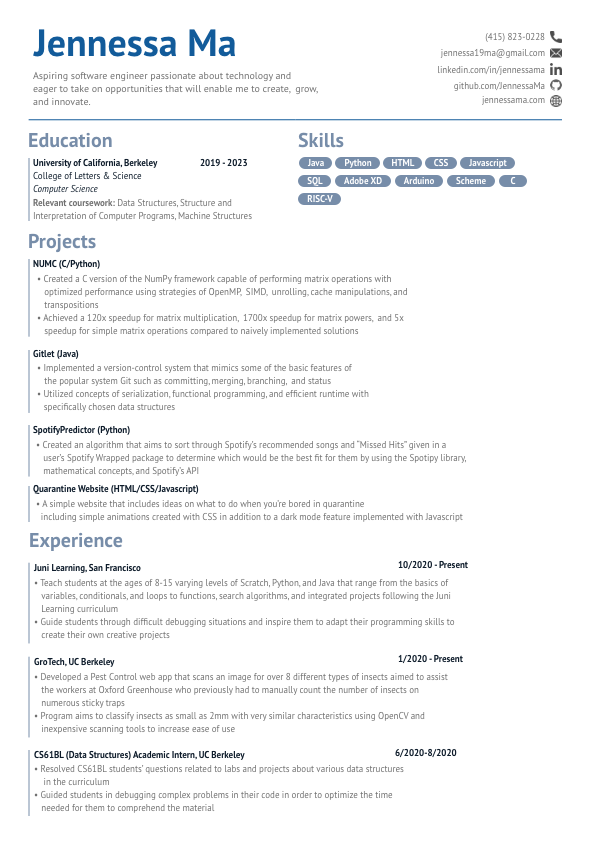 Jennessa Ma
Aspiring software engineer passionate about technology and
eager to take on opportunities that will enable me to create, grow,
and innovate.
(415) 823-0228
jennessa19ma@gmail.com
linkedin.com/in/jennessama
github.com/JennessaMa
jennessama.com
Education
University of California, Berkeley 2019 - 2023
College of Letters & Science
Computer Science
Relevant coursework: Data Structures, Structure and
Interpretation of Computer Programs, Machine Structures
Skills
Java Python HTML CSS Javascript
SQL Adobe XD Arduino Scheme C
RISC-V
Projects
NUMC (C/Python)
• Created a C version of the NumPy framework capable of performing matrix operations with
optimized performance using strategies of OpenMP, SIMD, unrolling, cache manipulations, and
transpositions
• Achieved a 120x speedup for matrix multiplication, 1700x speedup for matrix powers, and 5x
speedup for simple matrix operations compared to naively implemented solutions
Gitlet (Java)
• Implemented a version-control system that mimics some of the basic features of
the popular system Git such as committing, merging, branching, and status
• Utilized concepts of serialization, functional programming, and efficient runtime with
specifically chosen data structures
SpotifyPredictor (Python)
• Created an algorithm that aims to sort through Spotify's recommended songs and "Missed Hits" given in a
user's Spotify Wrapped package to determine which would be the best fit for them by using the Spotipy library,
mathematical concepts, and Spotify's API
Quarantine Website (HTML/CSS/Javascript)
• A simple website that includes ideas on what to do when you're bored in quarantine
including simple animations created with CSS in addition to a dark mode feature implemented with Javascript
Experience
Juni Learning, San Francisco 10/2020 - Present
• Teach students at the ages of 8-15 varying levels of Scratch, Python, and Java that range from the basics of
variables, conditionals, and loops to functions, search algorithms, and integrated projects following the Juni
Learning curriculum
• Guide students through difficult debugging situations and inspire them to adapt their programming skills to
create their own creative projects
GroTech, UC Berkeley 1/2020 - Present
• Developed a Pest Control web app that scans an image for over 8 different types of insects aimed to assist
the workers at Oxford Greenhouse who previously had to manually count the number of insects on
numerous sticky traps
• Program aims to classify insects as small as 2mm with very similar characteristics using OpenCV and
inexpensive scanning tools to increase ease of use
CS61BL (Data Structures) Academic Intern, UC Berkeley 6/2020-8/2020
• Resolved CS61BL students' questions related to labs and projects about various data structures
in the curriculum
• Guided students in debugging complex problems in their code in order to optimize the time
needed for them to comprehend the material